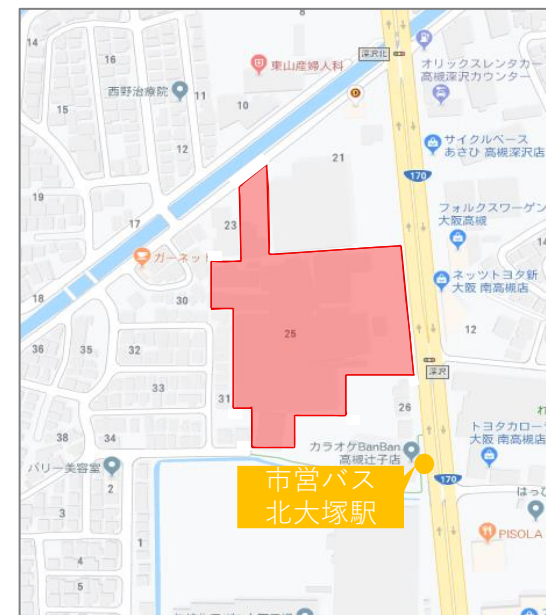 8
深沢北
14
16
オリックスレンタカー
高槻深沢カウンター
東山産婦人科
西野治療院
11
10
15
サイクルベース
あさひ 高槻深沢店
12
21
170
19
フォルクスワーゲン
大阪高槻
17
23
14
ガーネット
ネッツトヨタ新
大阪 南高槻店
18
30
12
25
36
35
32
深沢
33
31
26
トヨタカロー
大阪 南高槻店
38
34
カラオケBanBan
高槻辻子店
バリー美容室
2
市営バス
北大塚駅
170
はっぴ
3
PISOLA
4
5